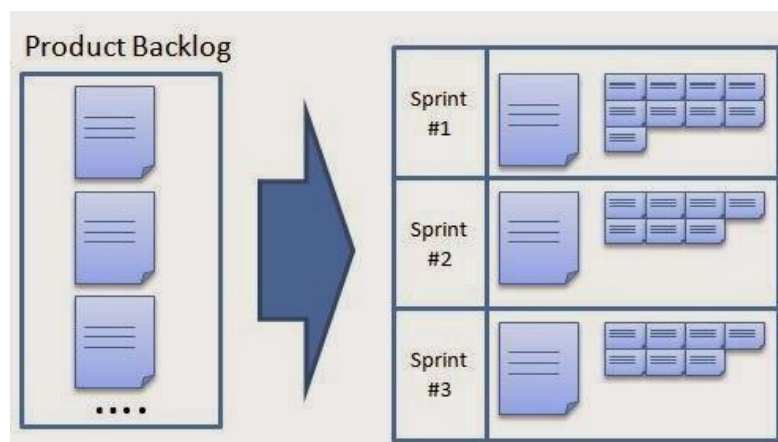 Product Backlog
....
Sprint
#1
Sprint
#2
Sprint
#3